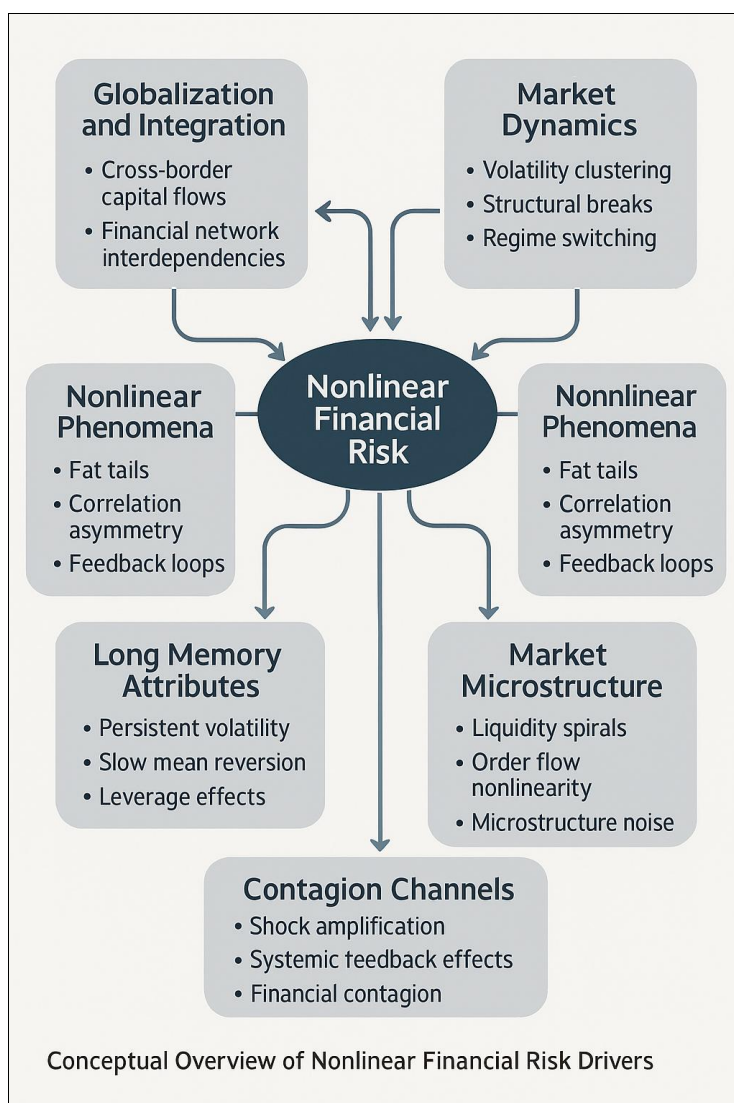 Globalization
and Integration
• Cross-border
capital flows
• Financial network
interdependencies
Market
Dynamics
• Volatility clustering
• Structural breaks
• Regime switching
Nonlinear
Financial
Risk
Nonlinear
Phenomena
• Fat tails
• Correlation
asymmetry
• Feedback loops
Nonnlinear
Phenomena
• Fat tails
• Correlation
asymmetry
• Feedback loops
Long Memory
Attributes
• Persistent volatility
• Slow mean reversion
• Leverage effects
Market
Microstructure
• Liquidity spirals
• Order flow
nonlinearity
• Microstructure noise
Contagion Channels
• Shock amplification
• Systemic feedback effects
• Financial contagion
Conceptual Overview of Nonlinear Financial Risk Drivers